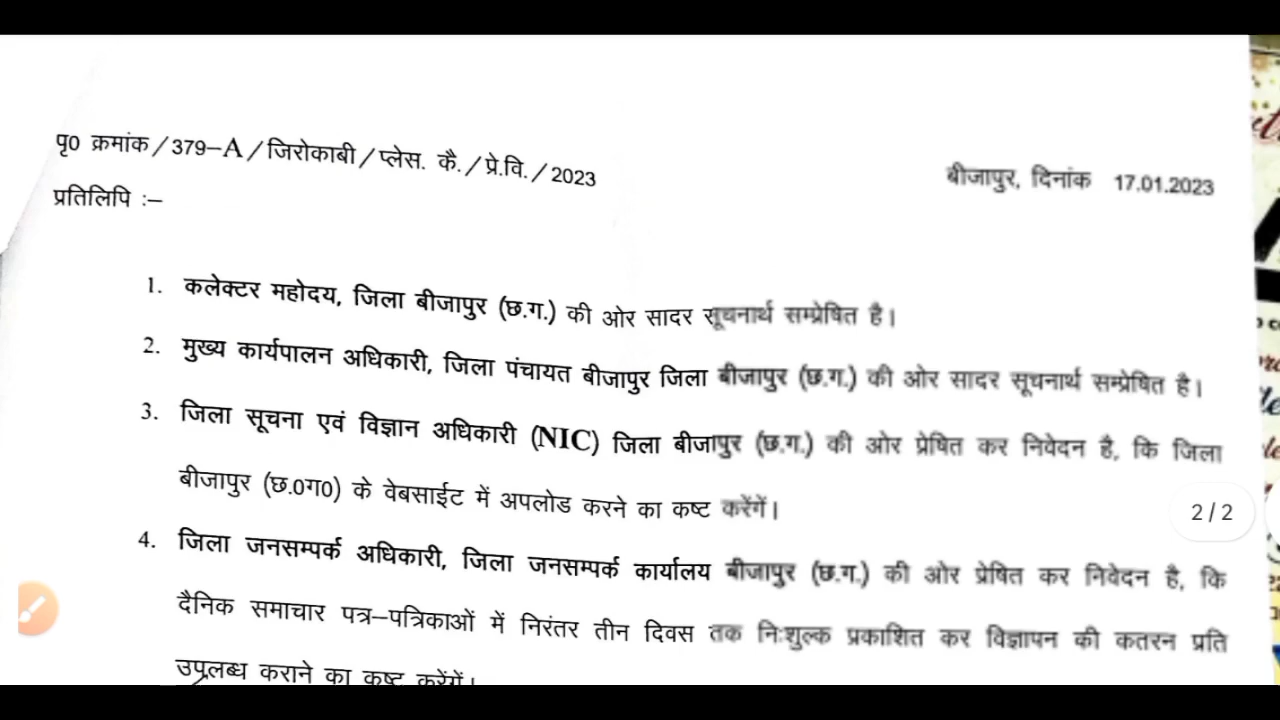 पृ0 क्रमांक/379–A/जिरोकाबी/प्लेस. कै./प्रे.वि./2023
बीजापुर, दिनांक 17.01.2023
प्रतिलिपि :–
1. कलेक्टर महोदय, जिला बीजापुर (छ.ग.) की ओर सादर सूचनार्थ सम्प्रेषित है।
2. मुख्य कार्यपालन अधिकारी, जिला पंचायत बीजापुर जिला बीजापुर (छ.ग.) की ओर सादर सूचनार्थ सम्प्रेषित है।
3. जिला सूचना एवं विज्ञान अधिकारी (NIC) जिला बीजापुर (छ.ग.) की ओर प्रेषित कर निवेदन है, कि जिला
बीजापुर (छ.0ग0) के वेबसाईट में अपलोड करने का कष्ट करेंगें।
2/2
4. जिला जनसम्पर्क अधिकारी, जिला जनसम्पर्क कार्यालय बीजापुर (छ.ग.) की ओर प्रेषित कर निवेदन है, कि
दैनिक समाचार पत्र–पत्रिकाओं में निरंतर तीन दिवस तक निःशुल्क प्रकाशित कर विज्ञापन की कतरन प्रति
उपलब्ध कराने का कष्ट करेंगें।